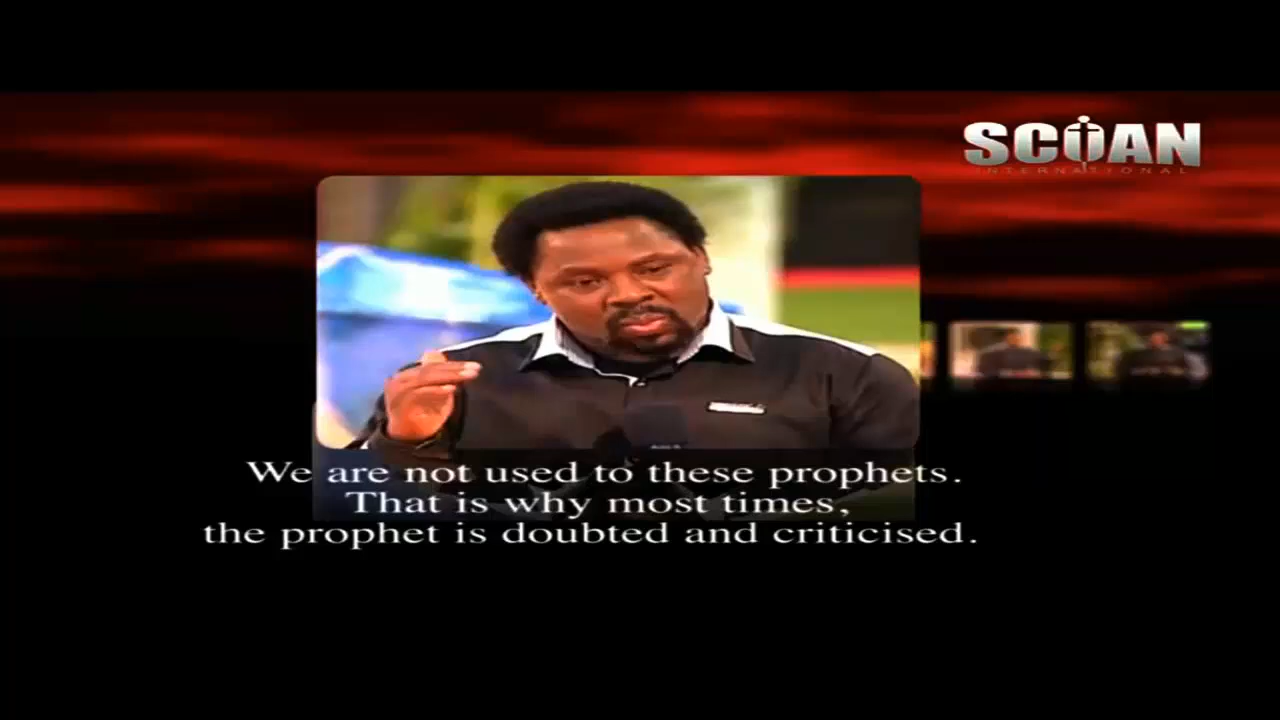 SCOAN
INTERNATIONAL
We are not used to these prophets.
That is why most times,
the prophet is doubted and criticised.